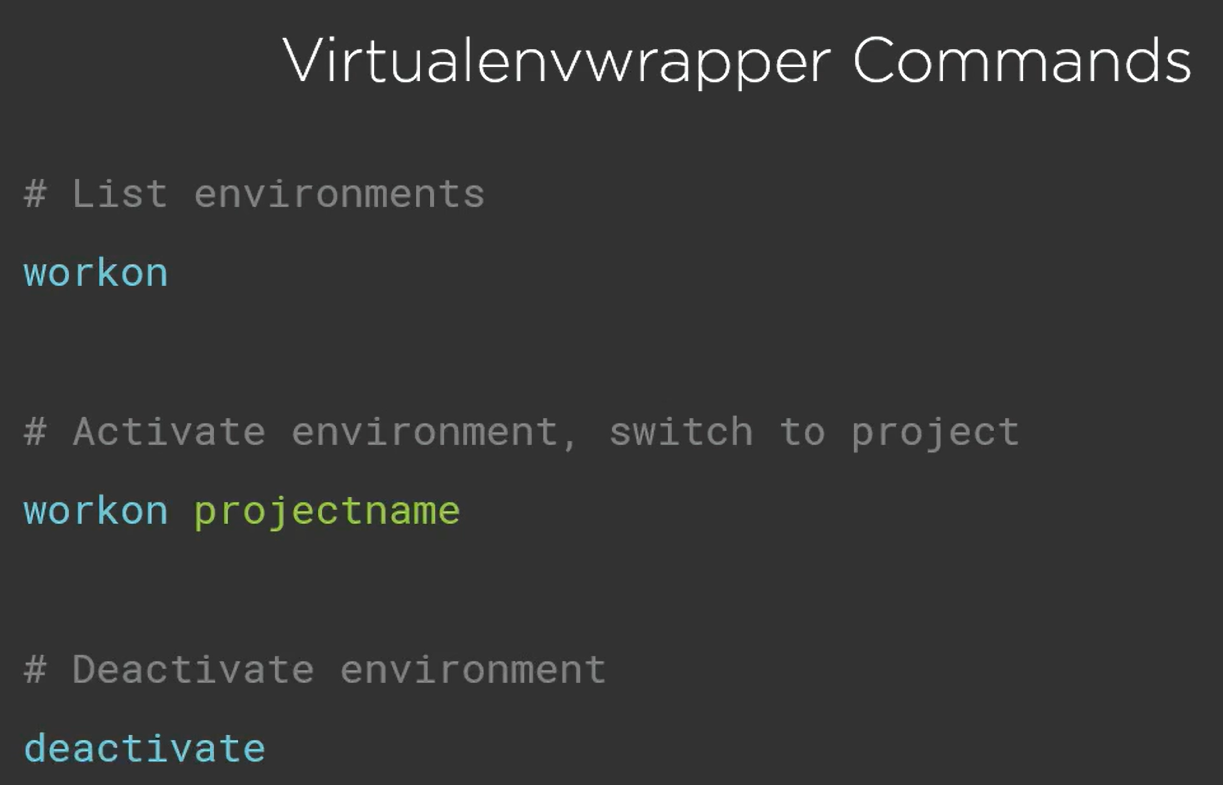 Virtualenvwrapper Commands
# List environments
workon
# Activate environment, switch to project
workon projectname
# Deactivate environment
deactivate